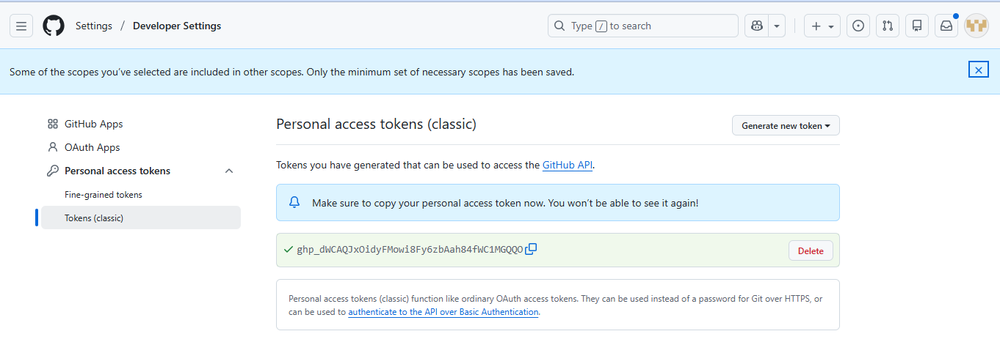 Settings / Developer Settings
Type / to search
Some of the scopes you've selected are included in other scopes. Only the minimum set of necessary scopes has been saved.
GitHub Apps
OAuth Apps
Personal access tokens
Fine-grained tokens
Tokens (classic)
Personal access tokens (classic)
Generate new token
Tokens you have generated that can be used to access the GitHub API.
Make sure to copy your personal access token now. You won't be able to see it again!
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
Delete
Personal access tokens (classic) function like ordinary OAuth access tokens. They can be used instead of a password for Git over HTTPS, or
can be used to authenticate to the API over Basic Authentication.